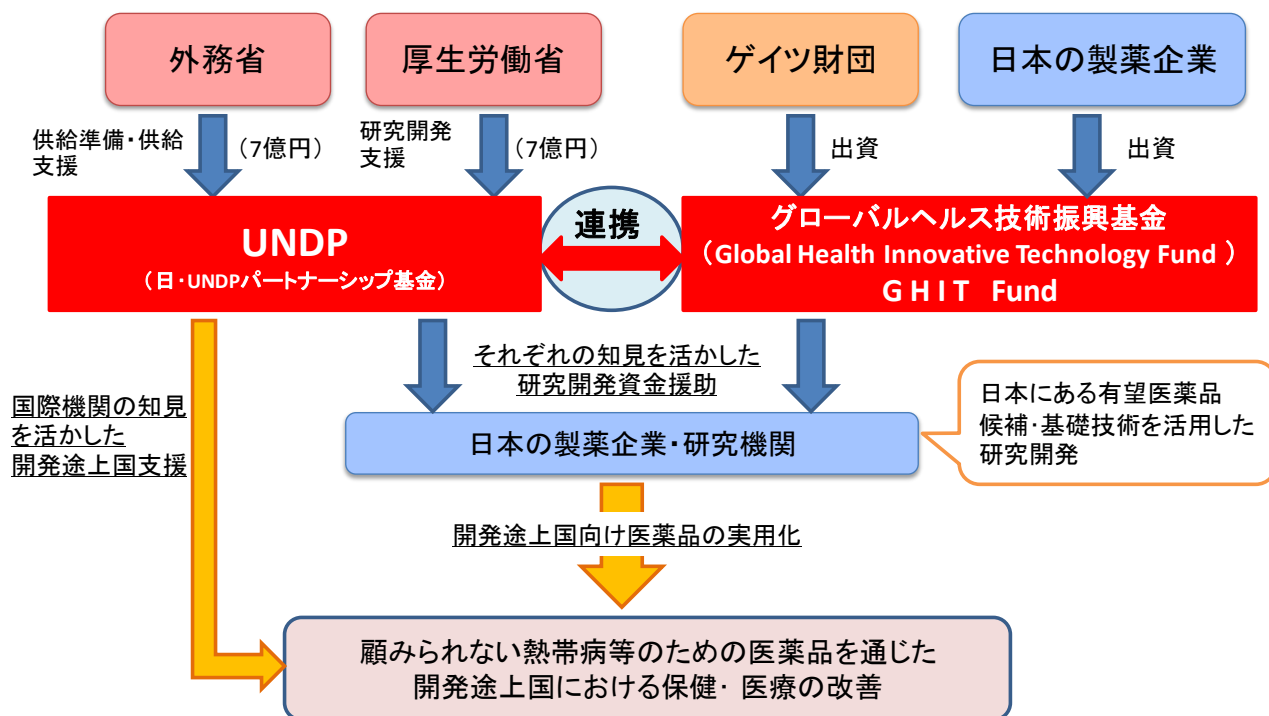 外務省
厚生労働省
ゲイツ財団
日本の製薬企業
供給準備・供給
支援
（7億円）
研究開発
支援
（7億円）
出資
出資
UNDP
（日・UNDPパートナーシップ基金）
連携
グローバルヘルス技術振興基金
（Global Health Innovative Technology Fund ）
G H I T Fund
それぞれの知見を活かした
研究開発資金援助
国際機関の知見
を活かした
開発途上国支援
日本の製薬企業・研究機関
日本にある有望医薬品
候補・基礎技術を活用した
研究開発
開発途上国向け医薬品の実用化
顧みられない熱帯病等のための医薬品を通じた
開発途上国における保健・ 医療の改善